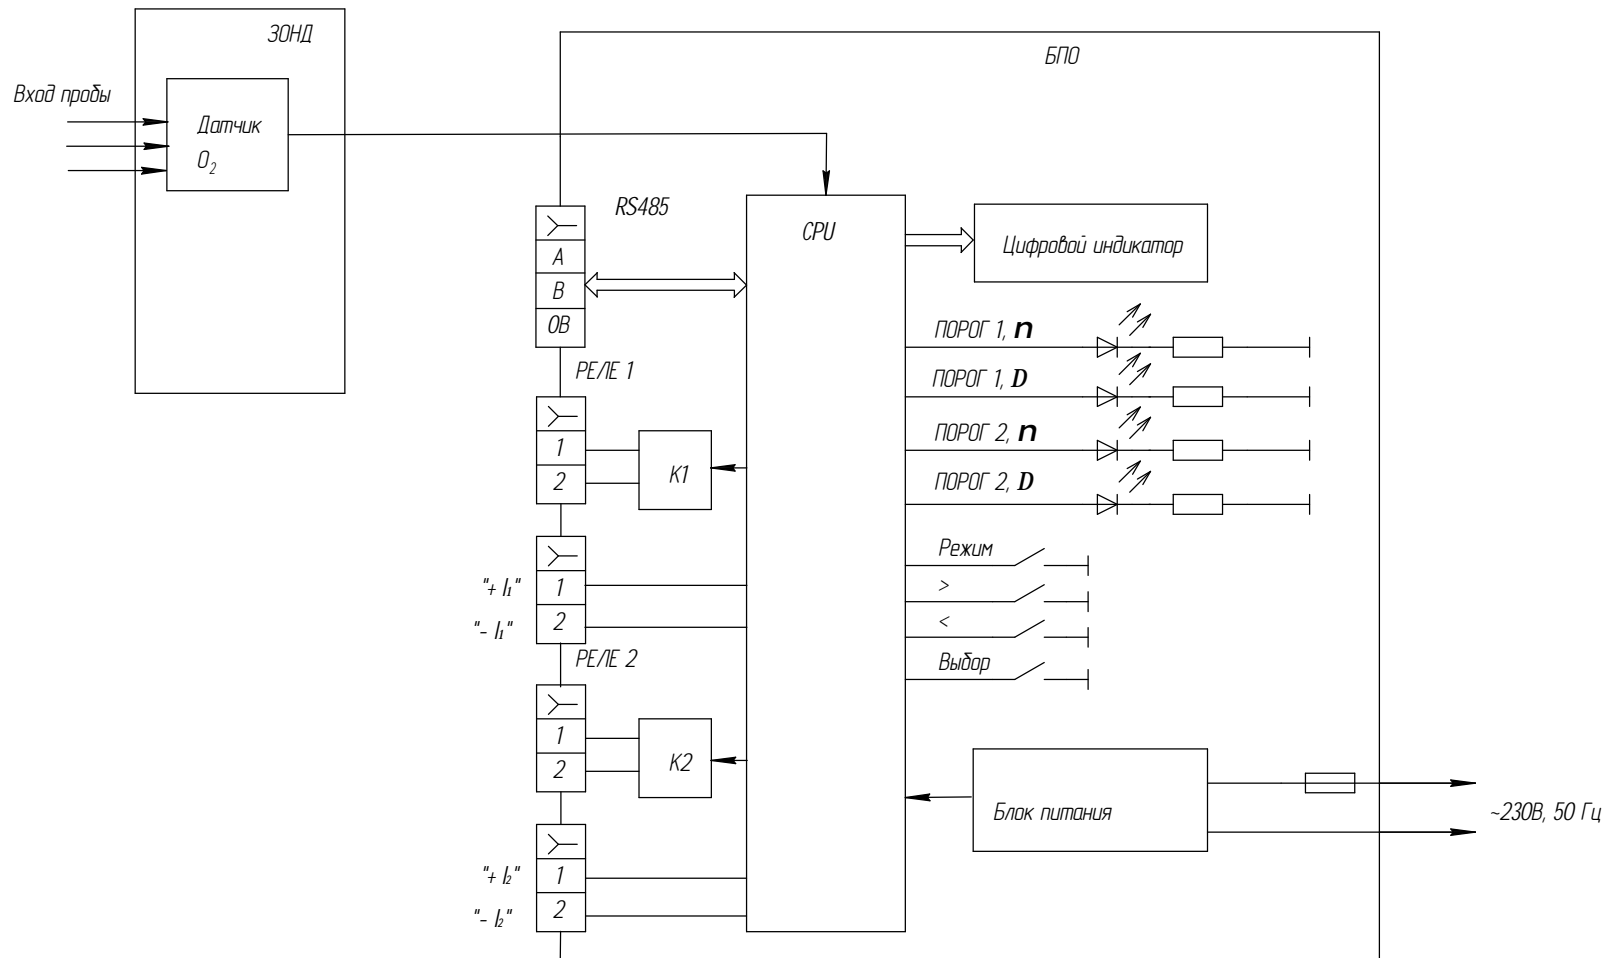 ЗОНД
БПО
Вход пробы
Датчик
O₂
RS485
CPU
Цифровой индикатор
A
B
0B
ПОРОГ 1, n
ПОРОГ 1, D
ПОРОГ 2, n
ПОРОГ 2, D
РЕЛЕ 1
1
2
K1
"+ I₁"
1
"- I₁"
2
Режим
>
<
Выбор
РЕЛЕ 2
1
2
K2
Блок питания
~230В, 50 Гц
"+ I₂"
1
"- I₂"
2